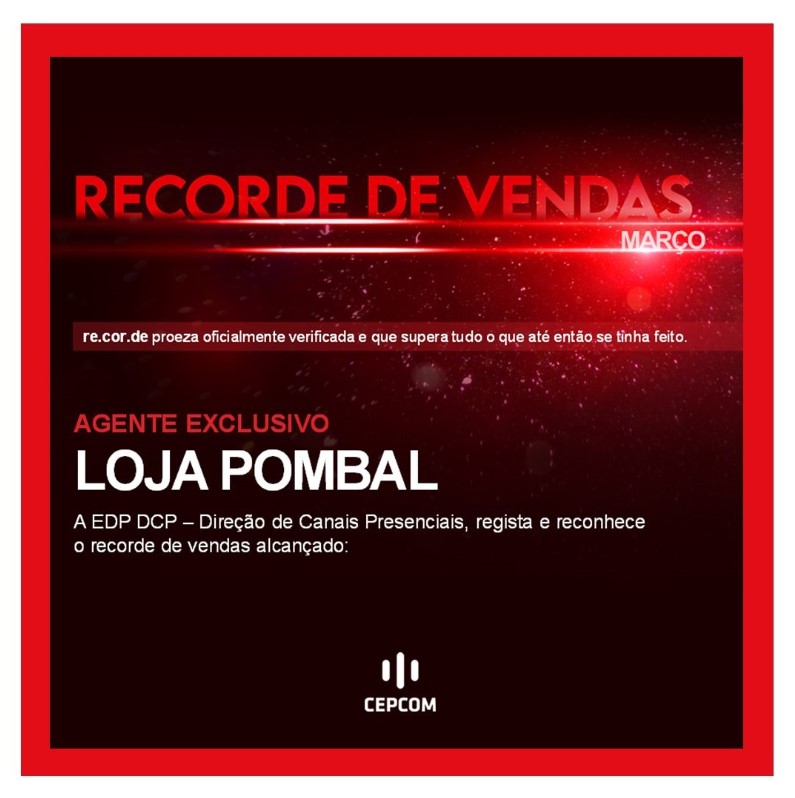 RECORDE DE VENDAS
MARÇO
re.cor.de proeza oficialmente verificada e que supera tudo o que até então se tinha feito.
AGENTE EXCLUSIVO
LOJA POMBAL
A EDP DCP – Direção de Canais Presenciais, regista e reconhece
o recorde de vendas alcançado:
CEPCOM